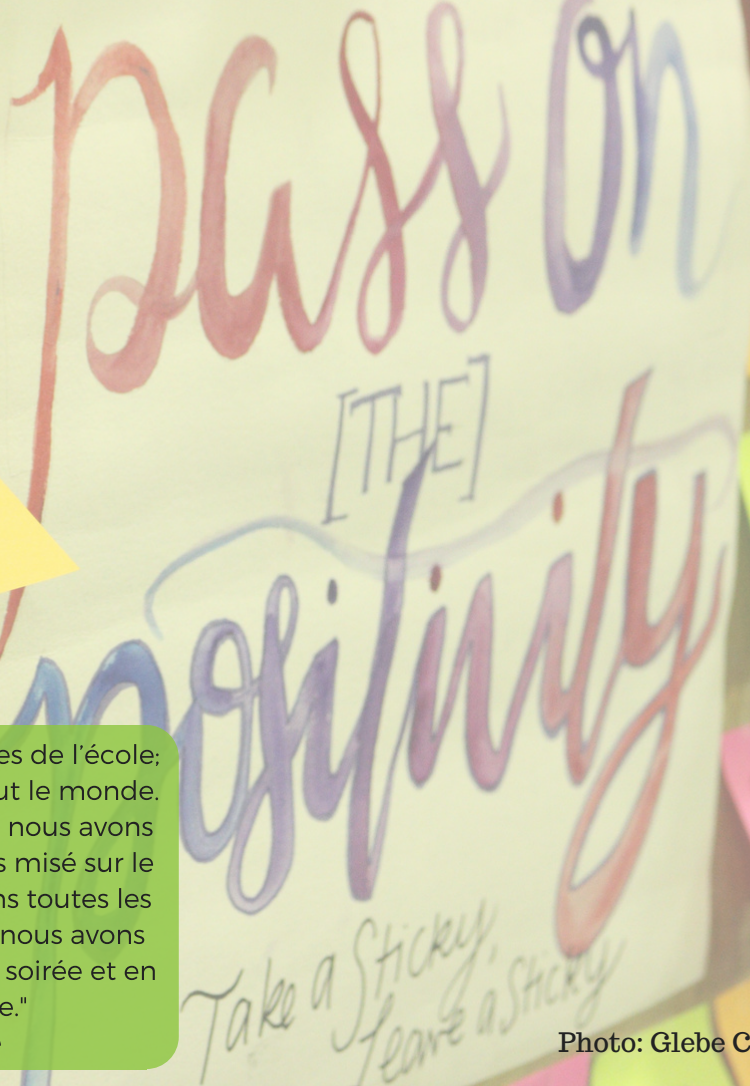 pass on
[THE]
positivity
es de l'école;
ut le monde.
nous avons
s misé sur le
ns toutes les
nous avons
soirée et en
e."
Take a Sticky,
Leave a Sticky
Photo: Glebe C